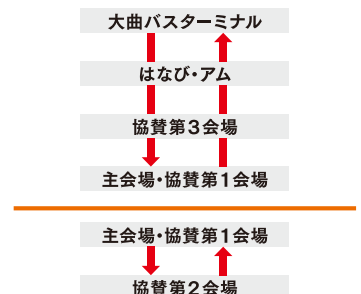 大曲バスターミナル
はなび・アム
協賛第3会場
主会場・協賛第1会場
主会場・協賛第1会場
協賛第2会場